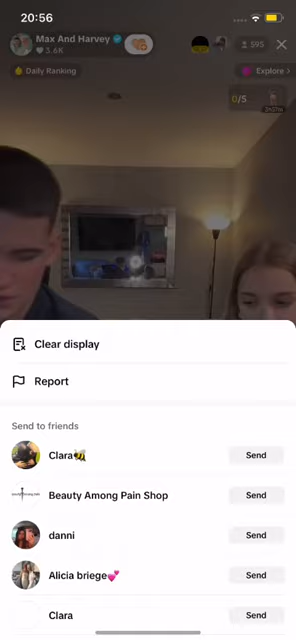 20:56
Max And Harvey
3.6K
595
Daily Ranking
Explore >
0/5
Clear display
Report
Send to friends
Clara🐝
Send
Beauty Among Pain Shop
Send
danni
Send
Alicia briege💕
Send
Clara
Send